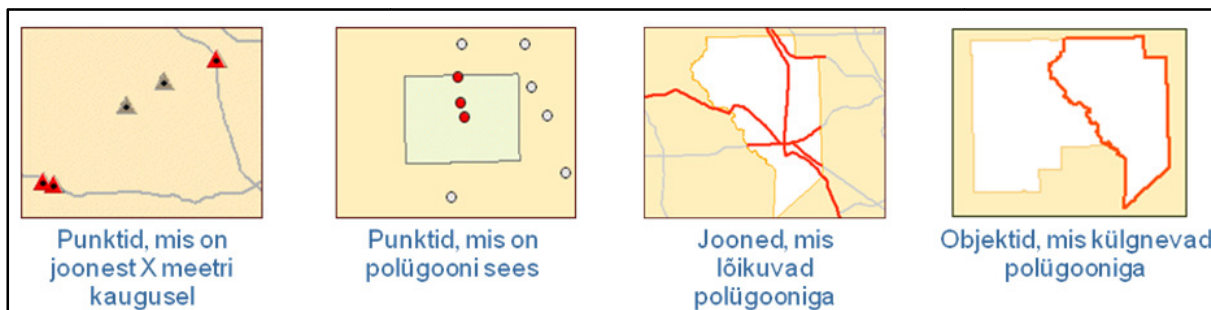 Punktid, mis on
joonest X meetri
kaugusel
Punktid, mis on
polügooni sees
Jooned, mis
lõikuvad
polügooniga
Objektid, mis külgnevad
polügooniga